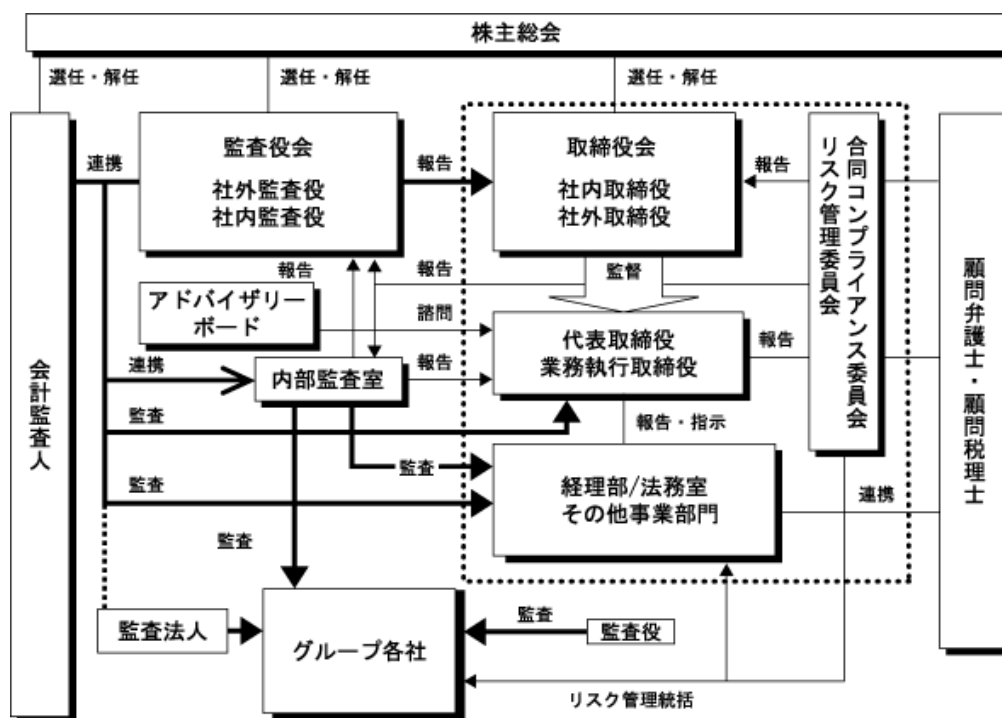 株主総会
選任・解任
選任・解任
選任・解任
会計監査人
連携
監査役会
社外監査役
社内監査役
報告
取締役会
社内取締役
社外取締役
報告
合同コンプライアンス委員会
リスク管理委員会
顧問弁護士・顧問税理士
報告
報告
監督
アドバイザリー
ボード
諮問
代表取締役
業務執行取締役
報告
連携
内部監査室
報告
監査
報告・指示
監査
経理部/法務室
その他事業部門
連携
監査
監査
監査法人
グループ各社
監査
監査役
リスク管理統括